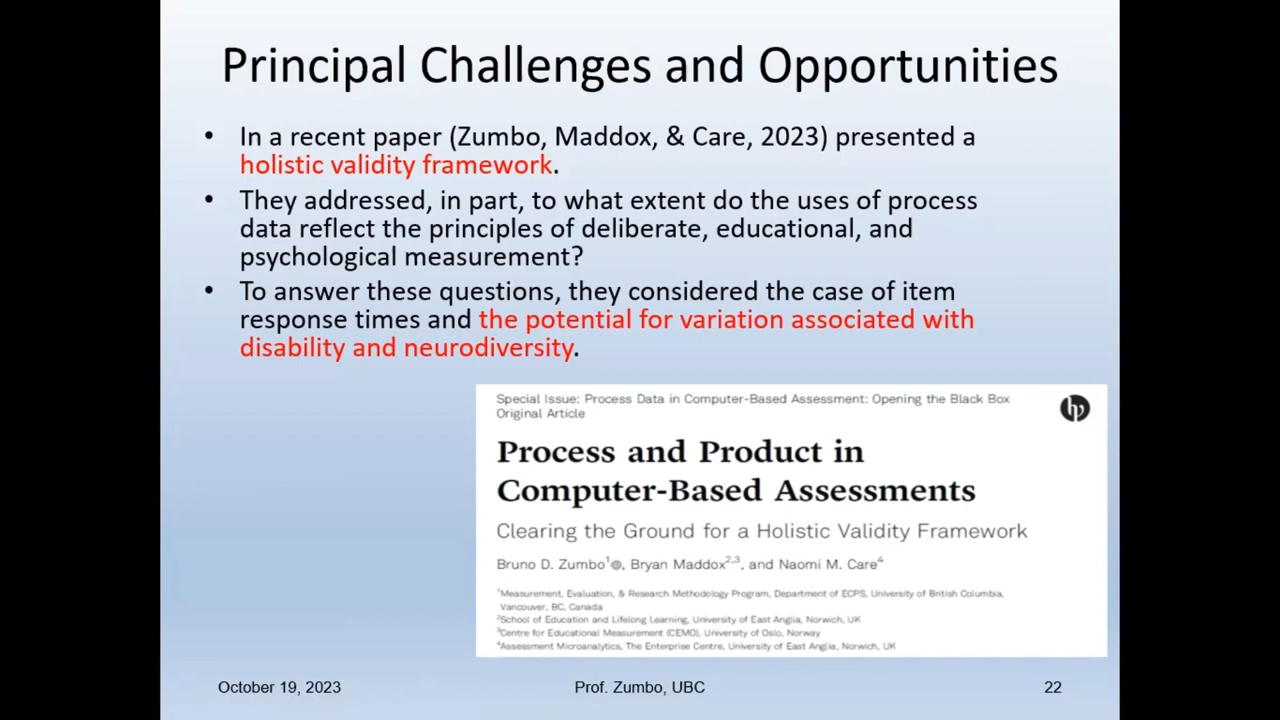 Principal Challenges and Opportunities
• In a recent paper (Zumbo, Maddox, & Care, 2023) presented a
holistic validity framework.
• They addressed, in part, to what extent do the uses of process
data reflect the principles of deliberate, educational, and
psychological measurement?
• To answer these questions, they considered the case of item
response times and the potential for variation associated with
disability and neurodiversity.
Special Issue: Process Data in Computer-Based Assessment: Opening the Black Box
Original Article
hp
Process and Product in
Computer-Based Assessments
Clearing the Ground for a Holistic Validity Framework
Bruno D. Zumbo¹, Bryan Maddox²,³, and Naomi M. Care⁴
¹Measurement, Evaluation, & Research Methodology Program, Department of ECPS, University of British Columbia,
Vancouver, BC, Canada
²School of Education and Lifelong Learning, University of East Anglia, Norwich, UK
³Centre for Educational Measurement (CEMO), University of Oslo, Norway
⁴Assessment Microanalytics, The Enterprise Centre, University of East Anglia, Norwich, UK
October 19, 2023
Prof. Zumbo, UBC
22